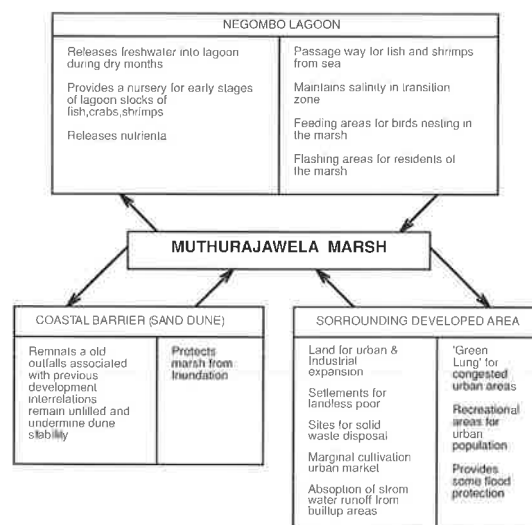 NEGOMBO LAGOON
Releases freshwater into lagoon
during dry months
Provides a nursery for early stages
of lagoon slocks of
fish,crabs,shrimps
Releases nutrienta
Passage way for fish and shrimps
from sea
Maintains salinity in transition
zone
Feeding areas for birds nesting in
the marsh
Flashing areas for residents of
the marsh
MUTHURAJAWELA MARSH
COASTAL BARRIER (SAND DUNE)
Remnats a old
outfalls associated
with previous
development
interrelations
remain unlilled and
undermine dune
stability
Protects
marsh from
Inundation
SORROUNDING DEVELOPED AREA
Land for urban &
Industrial
expansion
Setlements for
landless poor
Sites for solid
waste disposal
Marginal cultivation
urban market
Absoption of strom
water runoff from
buillup areas
'Green
Lung' for
congested
urban areas
Recreational
areas for
urban
population
Provides
some flood
protection